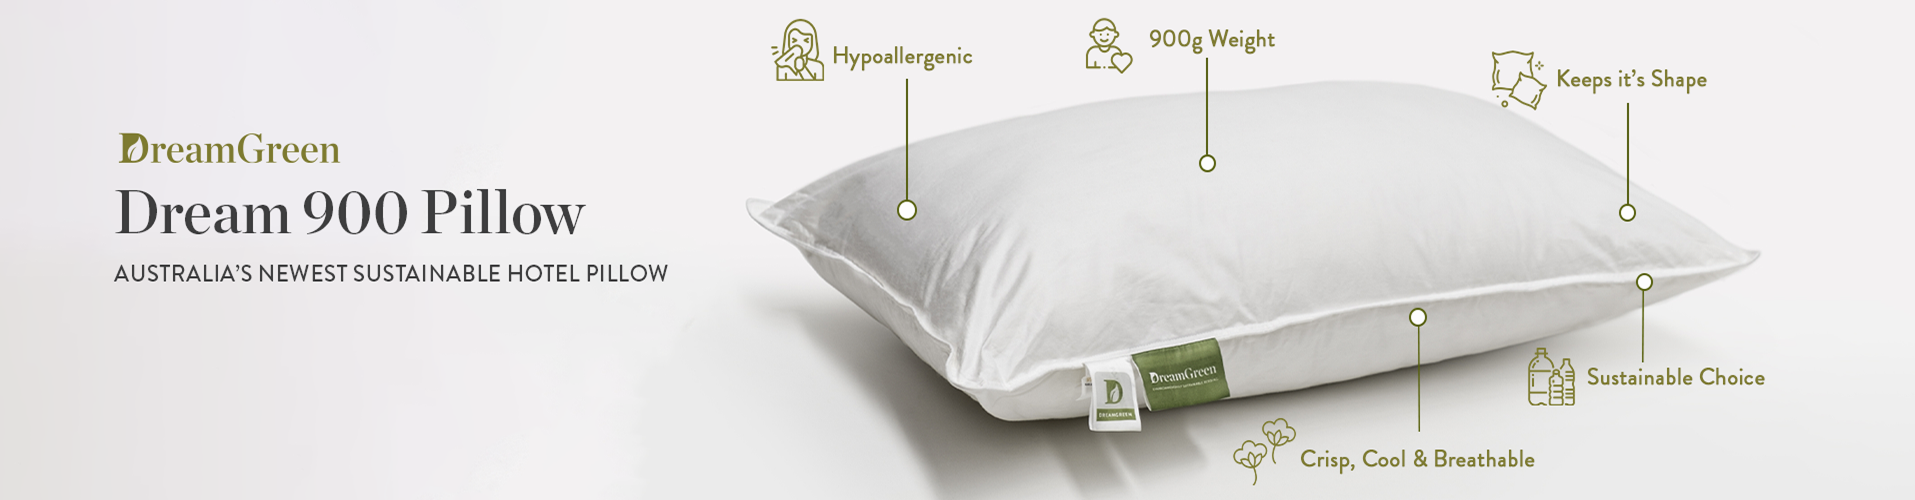 DreamGreen
Dream 900 Pillow
AUSTRALIA'S NEWEST SUSTAINABLE HOTEL PILLOW
Hypoallergenic
900g Weight
Keeps it's Shape
Sustainable Choice
Crisp, Cool & Breathable
D
DREAMGREEN
DreamGreen